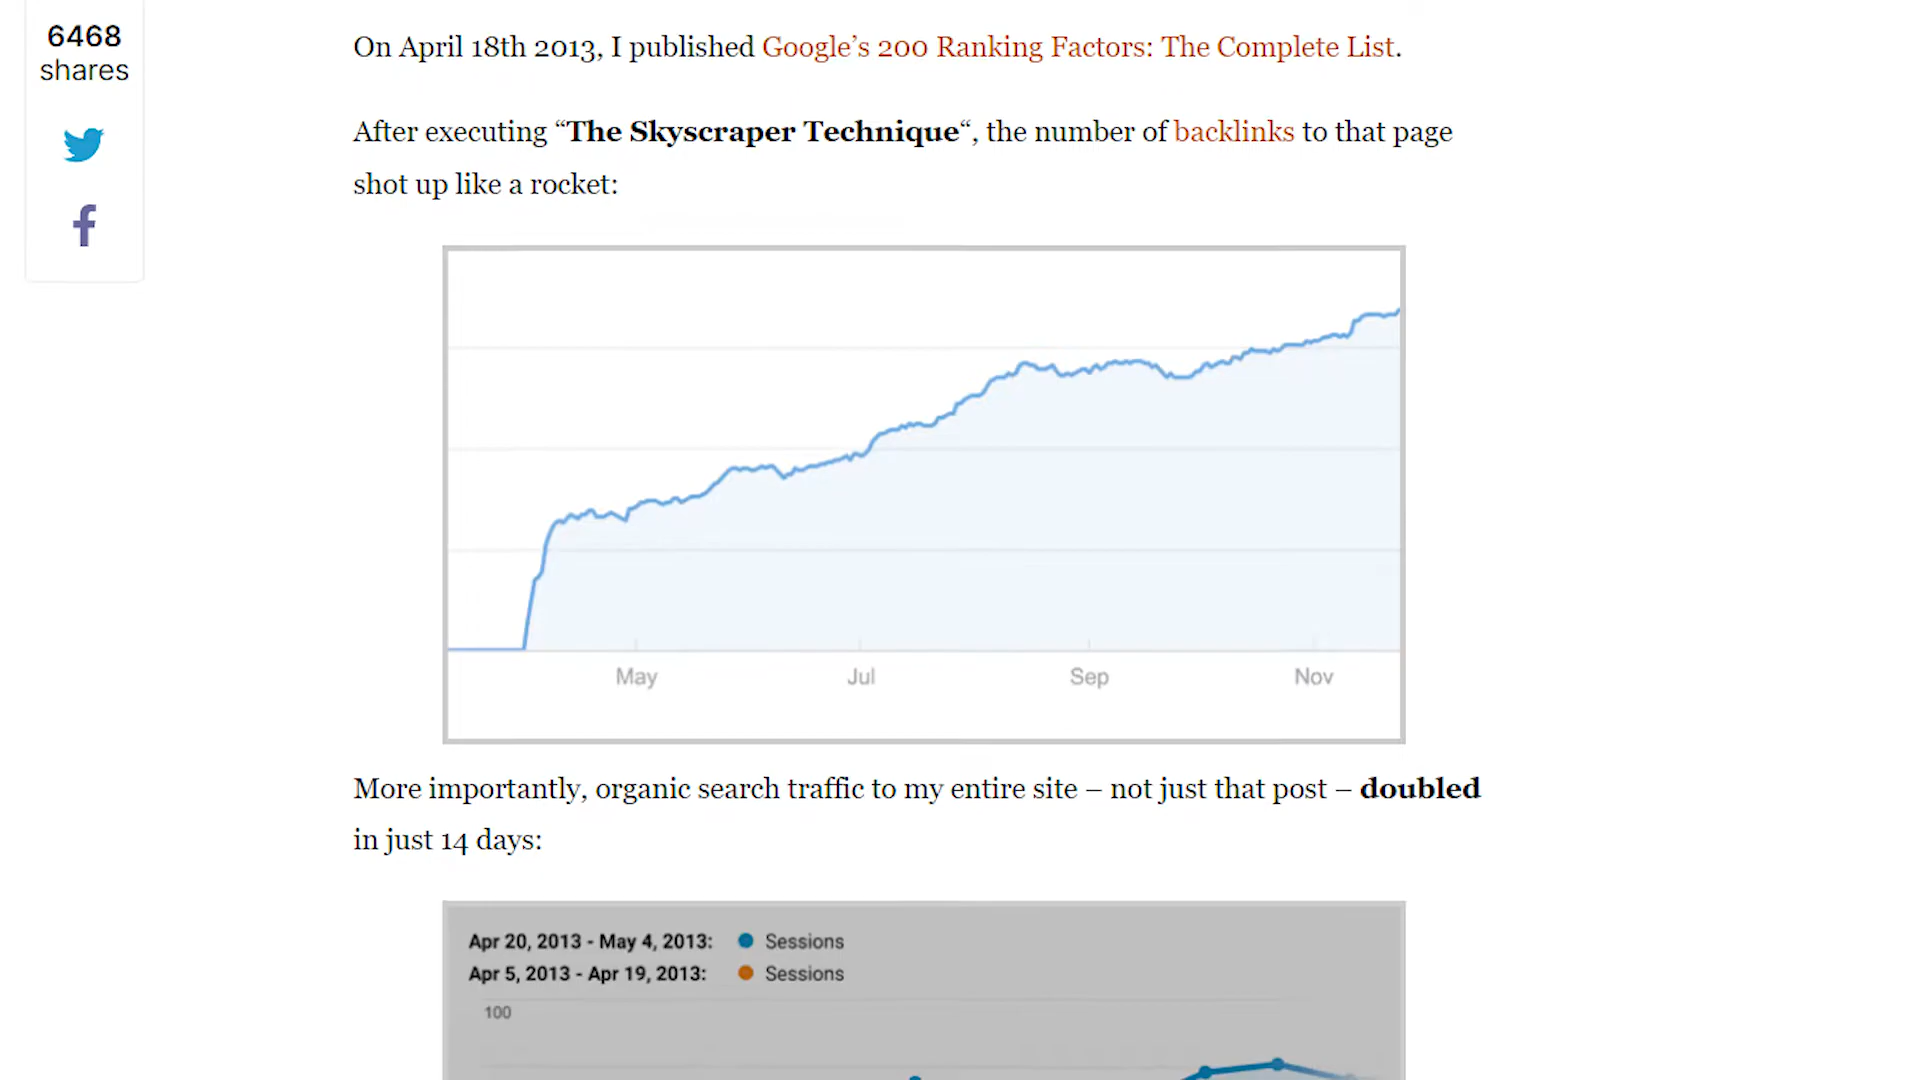 6468
shares
On April 18th 2013, I published Google’s 200 Ranking Factors: The Complete List.
After executing “The Skyscraper Technique“, the number of backlinks to that page
shot up like a rocket:
May Jul Sep Nov
More importantly, organic search traffic to my entire site – not just that post – doubled
in just 14 days:
Apr 20, 2013 - May 4, 2013: Sessions
Apr 5, 2013 - Apr 19, 2013: Sessions
100